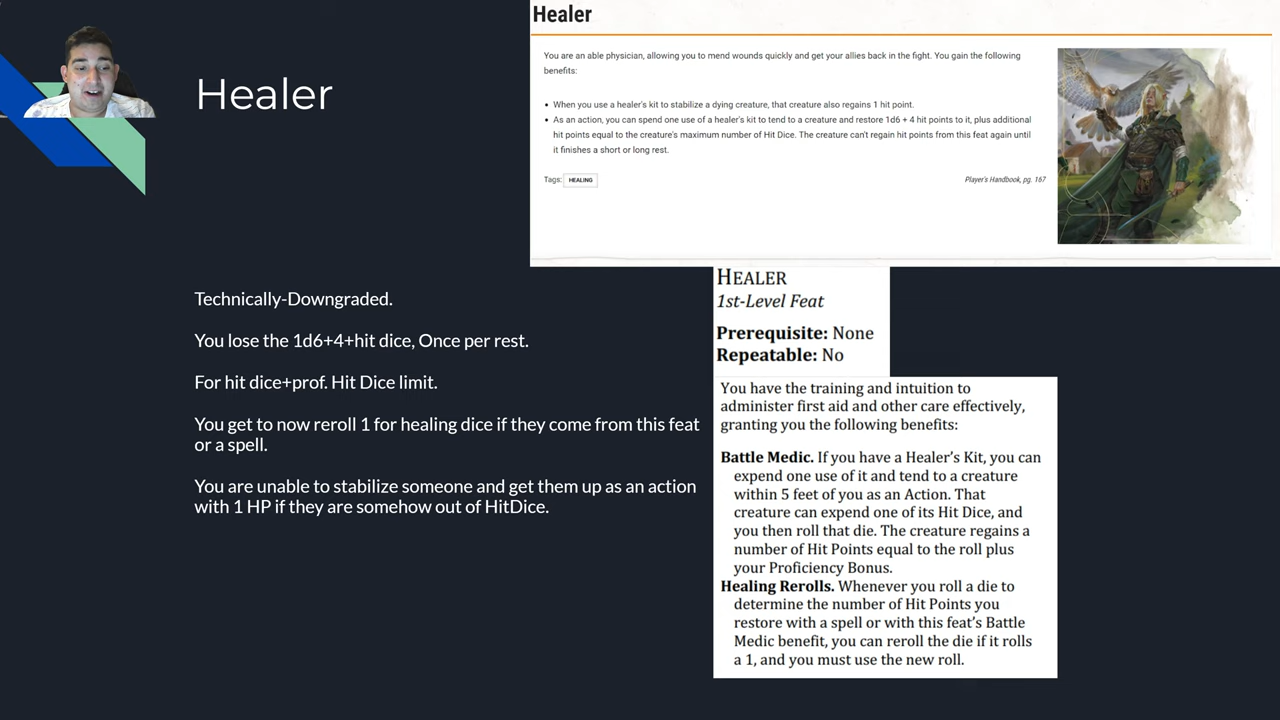 Healer
Technically-Downgraded.
You lose the 1d6+4+hit dice, Once per rest.
For hit dice+prof. Hit Dice limit.
You get to now reroll 1 for healing dice if they come from this feat
or a spell.
You are unable to stabilize someone and get them up as an action
with 1 HP if they are somehow out of HitDice.
Healer
You are an able physician, allowing you to mend wounds quickly and get your allies back in the fight. You gain the following
benefits:
• When you use a healer's kit to stabilize a dying creature, that creature also regains 1 hit point.
• As an action, you can spend one use of a healer's kit to tend to a creature and restore 1d6 + 4 hit points to it, plus additional
hit points equal to the creature's maximum number of Hit Dice. The creature can't regain hit points from this feat again until
it finishes a short or long rest.
Tags: HEALING
Player's Handbook, pg. 167
HEALER
1st-Level Feat
Prerequisite: None
Repeatable: No
You have the training and intuition to
administer first aid and other care effectively,
granting you the following benefits:
Battle Medic. If you have a Healer's Kit, you can
expend one use of it and tend to a creature
within 5 feet of you as an Action. That
creature can expend one of its Hit Dice, and
you then roll that die. The creature regains a
number of Hit Points equal to the roll plus
your Proficiency Bonus.
Healing Rerolls. Whenever you roll a die to
determine the number of Hit Points you
restore with a spell or with this feat's Battle
Medic benefit, you can reroll the die if it rolls
a 1, and you must use the new roll.